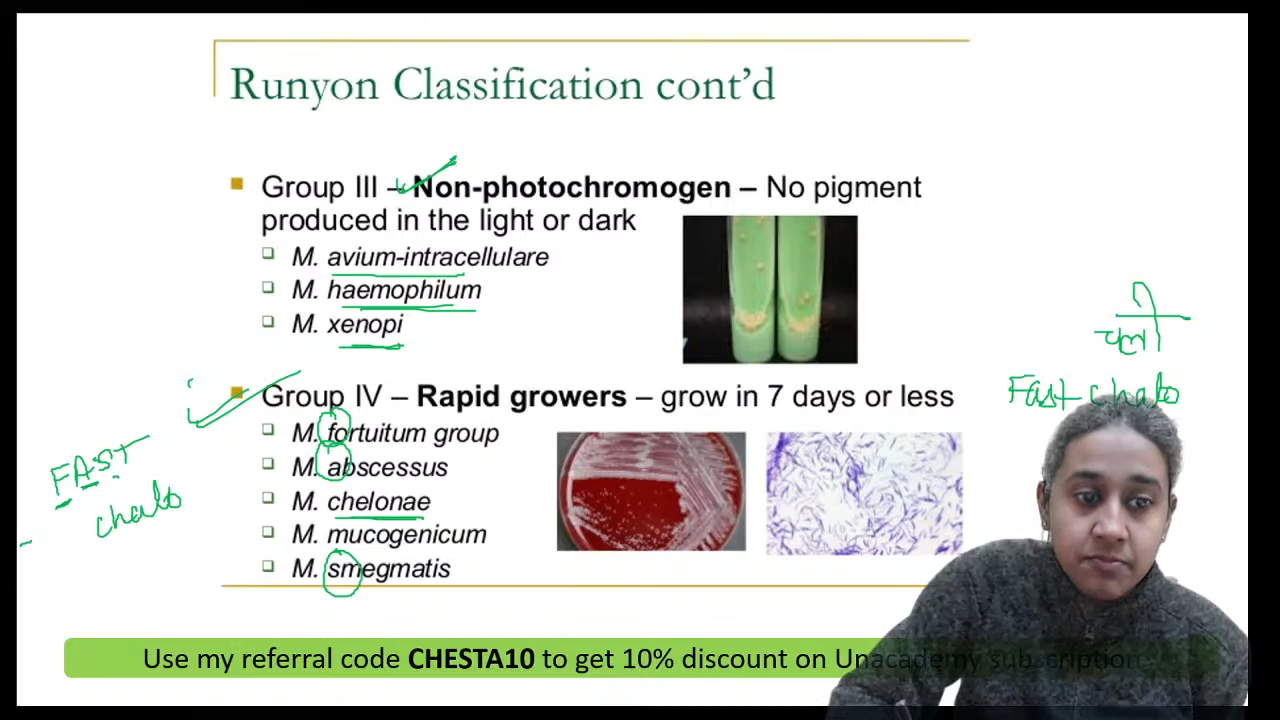 Runyon Classification cont'd
Group III – Non-photochromogen – No pigment
produced in the light or dark
M. avium-intracellulare
M. haemophilum
M. xenopi
Group IV – Rapid growers – grow in 7 days or less
M. fortuitum group
M. abscessus
M. chelonae
M. mucogenicum
M. smegmatis
FAST
chalo
Fast chalo
Use my referral code CHESTA10 to get 10% discount on Unacademy subscription